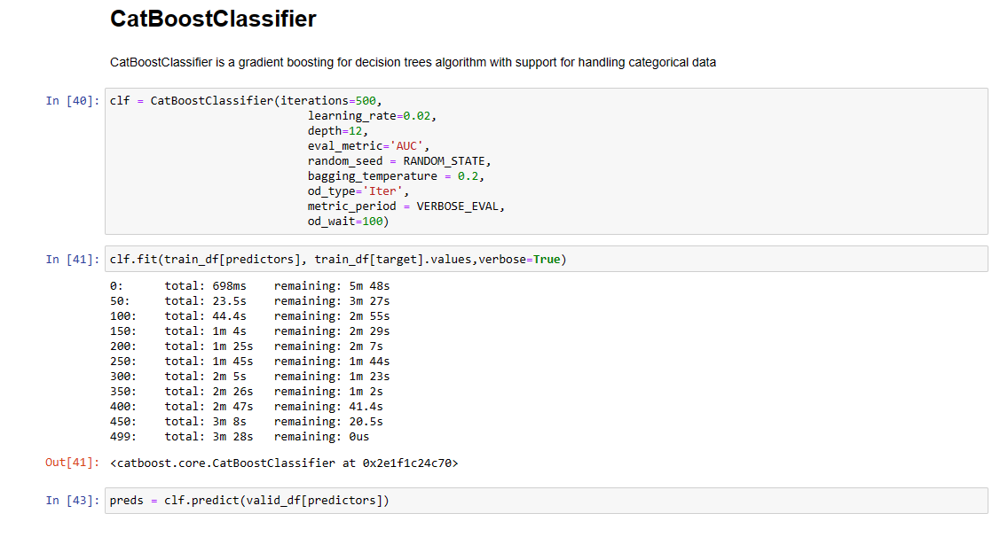 CatBoostClassifier
CatBoostClassifier is a gradient boosting for decision trees algorithm with support for handling categorical data
In [40]: clf = CatBoostClassifier(iterations=500,
learning_rate=0.02,
depth=12,
eval_metric='AUC',
random_seed = RANDOM_STATE,
bagging_temperature = 0.2,
od_type='Iter',
metric_period = VERBOSE_EVAL,
od_wait=100)
In [41]: clf.fit(train_df[predictors], train_df[target].values,verbose=True)
0: total: 698ms remaining: 5m 48s
50: total: 23.5s remaining: 3m 27s
100: total: 44.4s remaining: 2m 55s
150: total: 1m 4s remaining: 2m 29s
200: total: 1m 25s remaining: 2m 7s
250: total: 1m 45s remaining: 1m 44s
300: total: 2m 5s remaining: 1m 23s
350: total: 2m 26s remaining: 1m 2s
400: total: 2m 47s remaining: 41.4s
450: total: 3m 8s remaining: 20.5s
499: total: 3m 28s remaining: 0us
Out[41]: <catboost.core.CatBoostClassifier at 0x2e1f1c24c70>
In [43]: preds = clf.predict(valid_df[predictors])